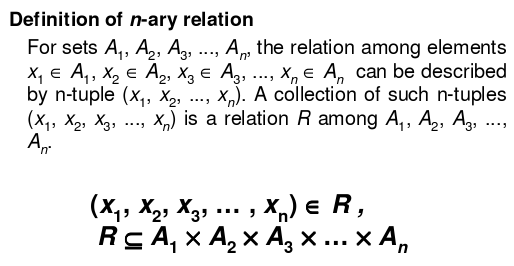 Definition of n-ary relation
For sets A₁, A₂, A₃, ..., Aₙ, the relation among elements
x₁ ∈ A₁, x₂ ∈ A₂, x₃ ∈ A₃, ..., xₙ ∈ Aₙ can be described
by n-tuple (x₁, x₂, ..., xₙ). A collection of such n-tuples
(x₁, x₂, x₃, ..., xₙ) is a relation R among A₁, A₂, A₃, ...,
Aₙ.
(x₁, x₂, x₃, ... , xₙ) ∈ R ,
R ⊆ A₁ × A₂ × A₃ × ... × Aₙ